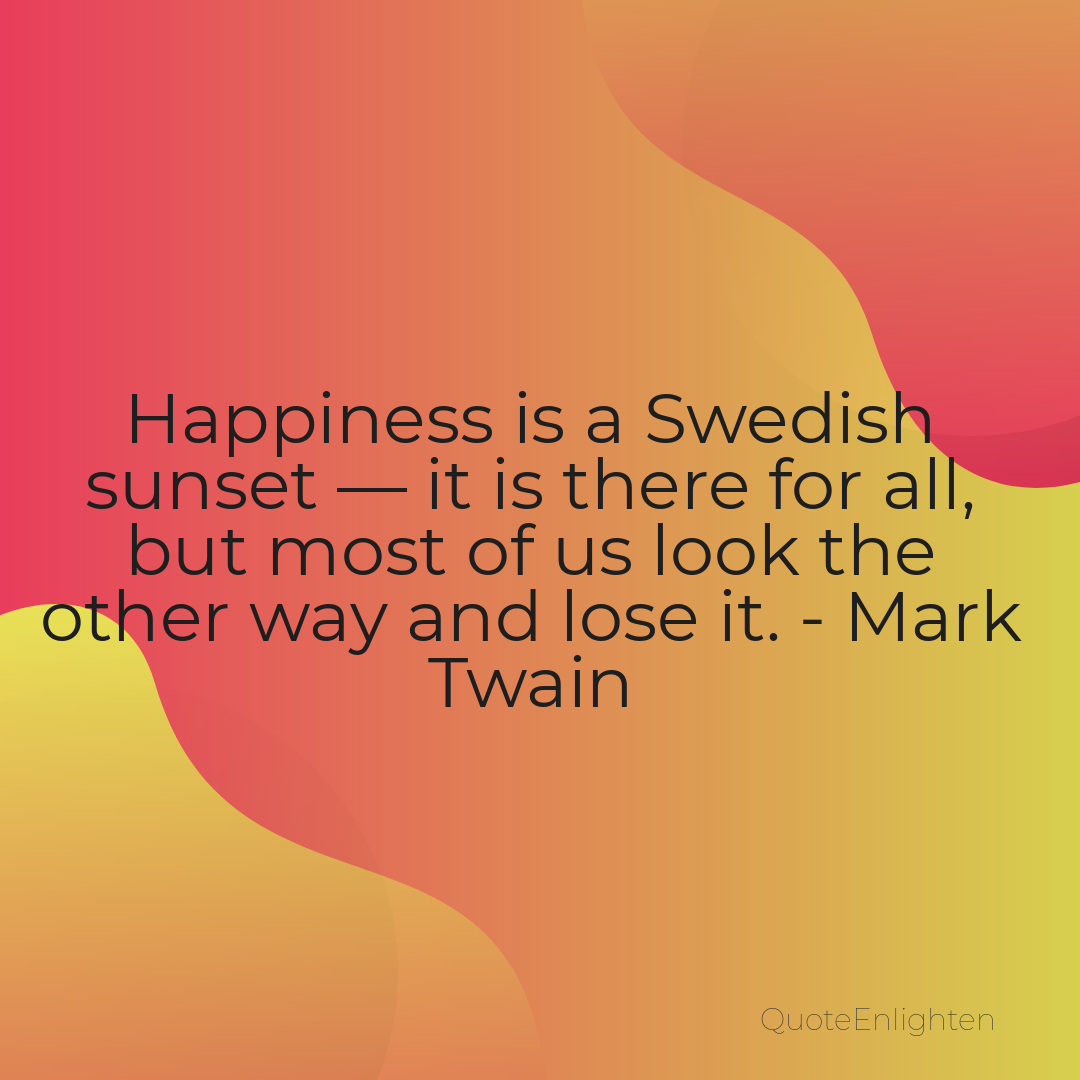 Happiness is a Swedish
sunset — it is there for all,
but most of us look the
other way and lose it. - Mark
Twain
QuoteEnlighten